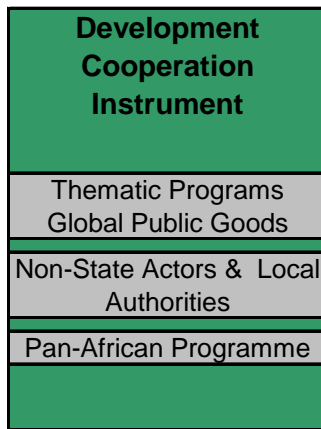 Development
Cooperation
Instrument
Thematic Programs
Global Public Goods
Non-State Actors & Local
Authorities
Pan-African Programme